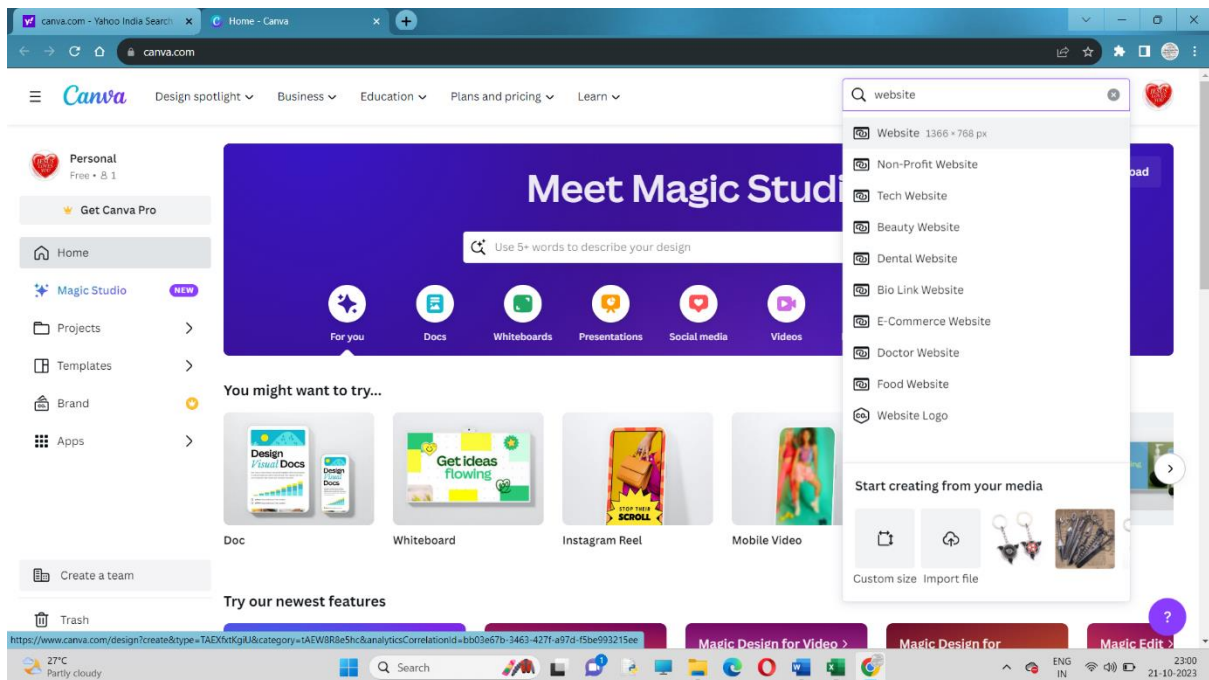 canva.com - Yahoo India Search
Home - Canva
canva.com
Canva
Design spotlight
Business
Education
Plans and pricing
Learn
website
Personal
Free • 1
Get Canva Pro
Home
Magic Studio NEW
Projects
Templates
Brand
Apps
Create a team
Trash
Meet Magic Studi
oad
Use 5+ words to describe your design
For you
Docs
Whiteboards
Presentations
Social media
Videos
Website 1366 × 768 px
Non-Profit Website
Tech Website
Beauty Website
Dental Website
Bio Link Website
E-Commerce Website
Doctor Website
Food Website
Website Logo
Start creating from your media
Custom size
Import file
You might want to try...
Design
Visual Docs
Design
Visual
Docs
Get ideas
flowing
STOP THEIR
SCROLL
Doc
Whiteboard
Instagram Reel
Mobile Video
Try our newest features
Magic Design for Video >
Magic Design for
Magic Edit >
?
https://www.canva.com/design?create&type=TAEXfxtKgiU&category=tAEW8R8e5hc&analyticsCorrelationId=bb03e67b-3463-427f-a97d-f5be993215ee
27°C
Partly cloudy
Search
ENG
IN
23:00
21-10-2023